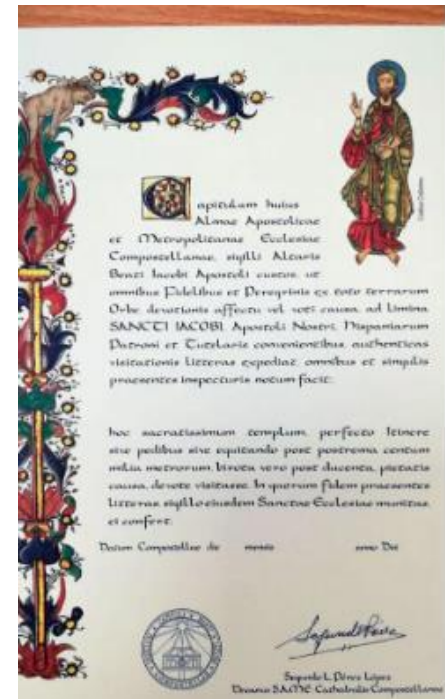 Capitulum huius
Almae Apostolicae
et Metropolitanae Ecclesiae
Compostellanae, sigilli Altaris
Beati Iacobi Apostoli custos, ut
omnibus Fidelibus et Peregrinis ex toto terrarum
Orbe, devotionis affectu vel voti causa, ad limina
SANCTI IACOBI, Apostoli Nostri, Hispaniarum
Patroni et Tutelaris convenientibus, authenticas
visitationis litteras expediat, omnibus et singulis
praesentes inspecturis notum facit:
hoc sacratissimum templum, perfecto Itinere
sive pedibus sive equitando post postrema centum
milia metrorum, birota vero post ducenta, pietatis
causa, devote visitasse. In quorum fidem praesentes
litteras, sigillo eiusdem Sanctae Ecclesiae munitas,
ei confert.
Datum Compostellae die mensis anno Dni
Segundo L. Pérez López
Decanus S.A.M.E. Cathedralis Compostellanae